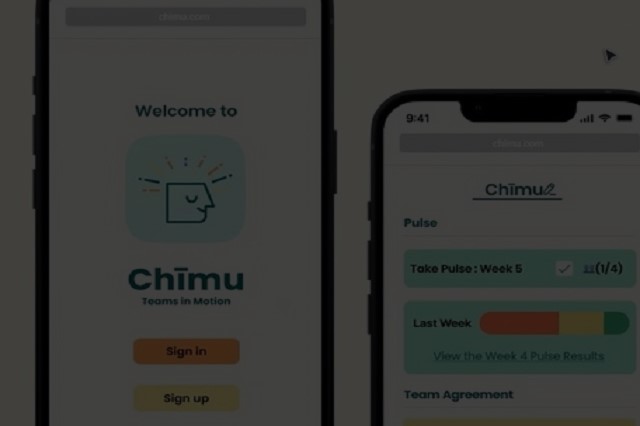 chimu.com
Welcome to
Chīmu
Teams in Motion
Sign in
Sign up
9:41
chimu.com
Chīmu
Pulse
Take Pulse: Week 5
(1/4)
Last Week
View the Week 4 Pulse Results
Team Agreement